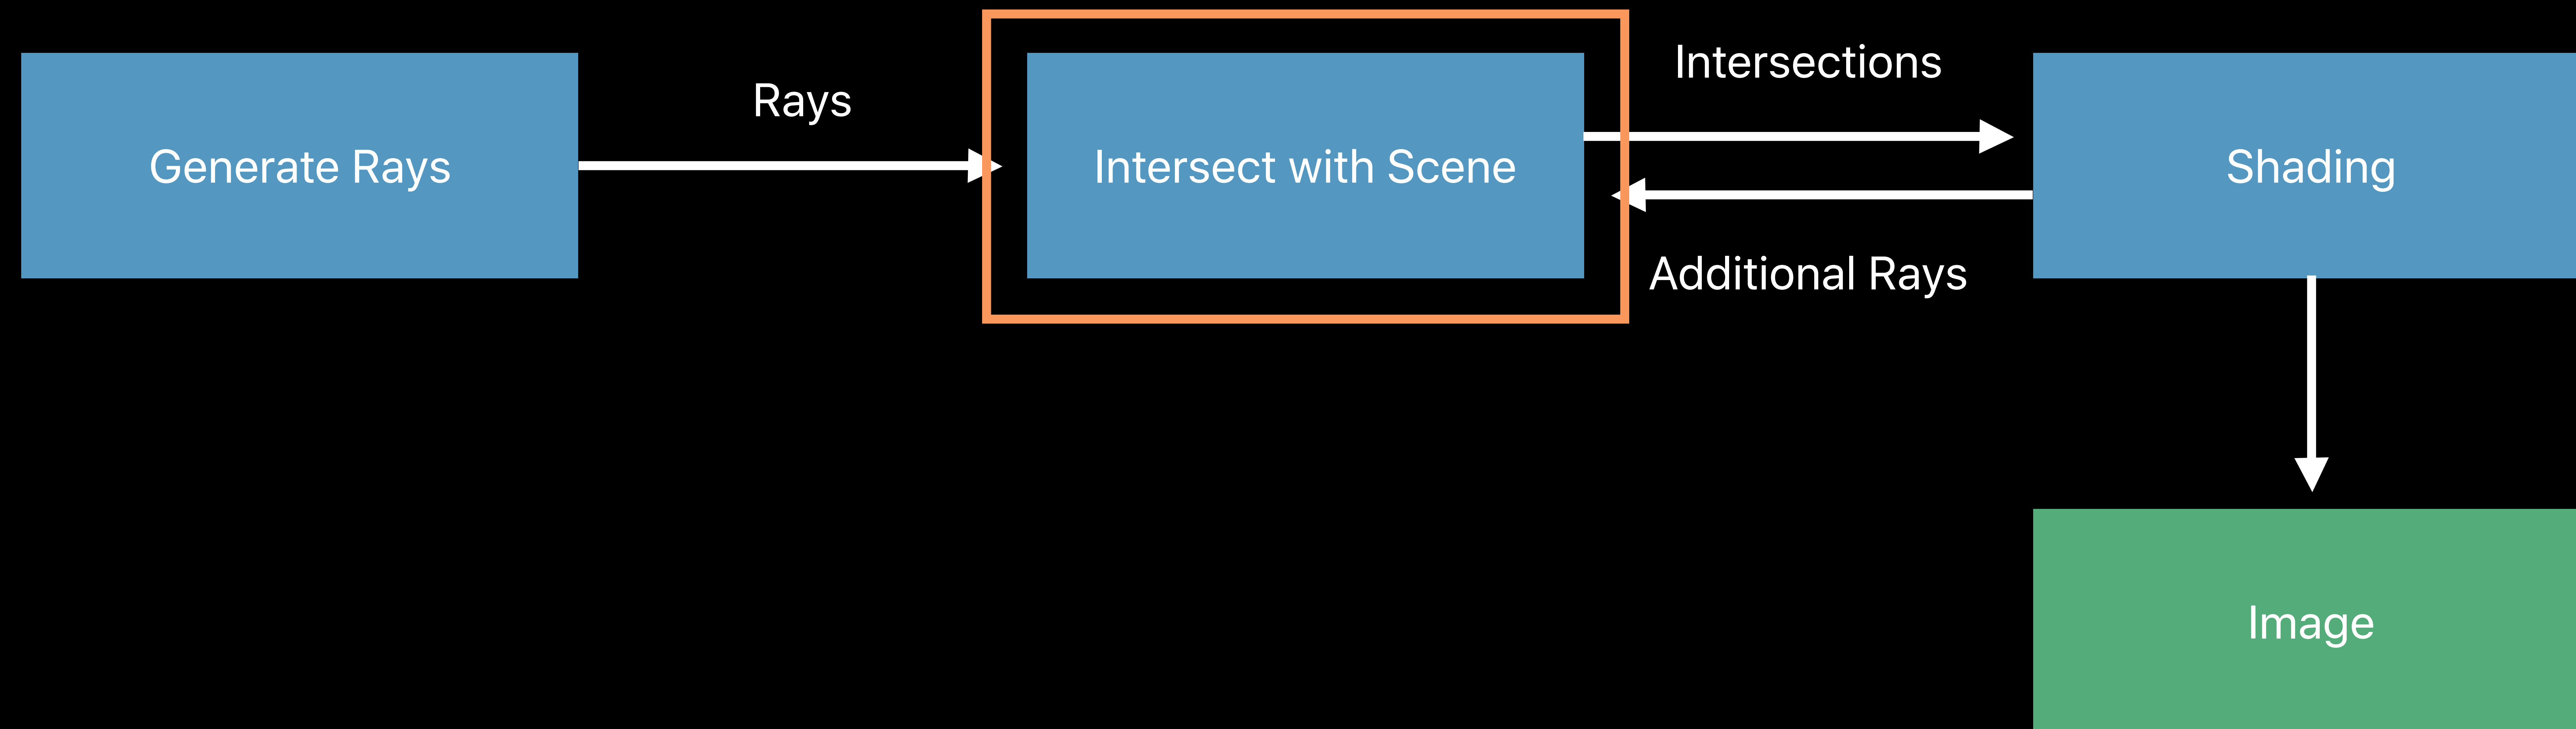 Generate Rays
Rays
Intersect with Scene
Intersections
Additional Rays
Shading
Image